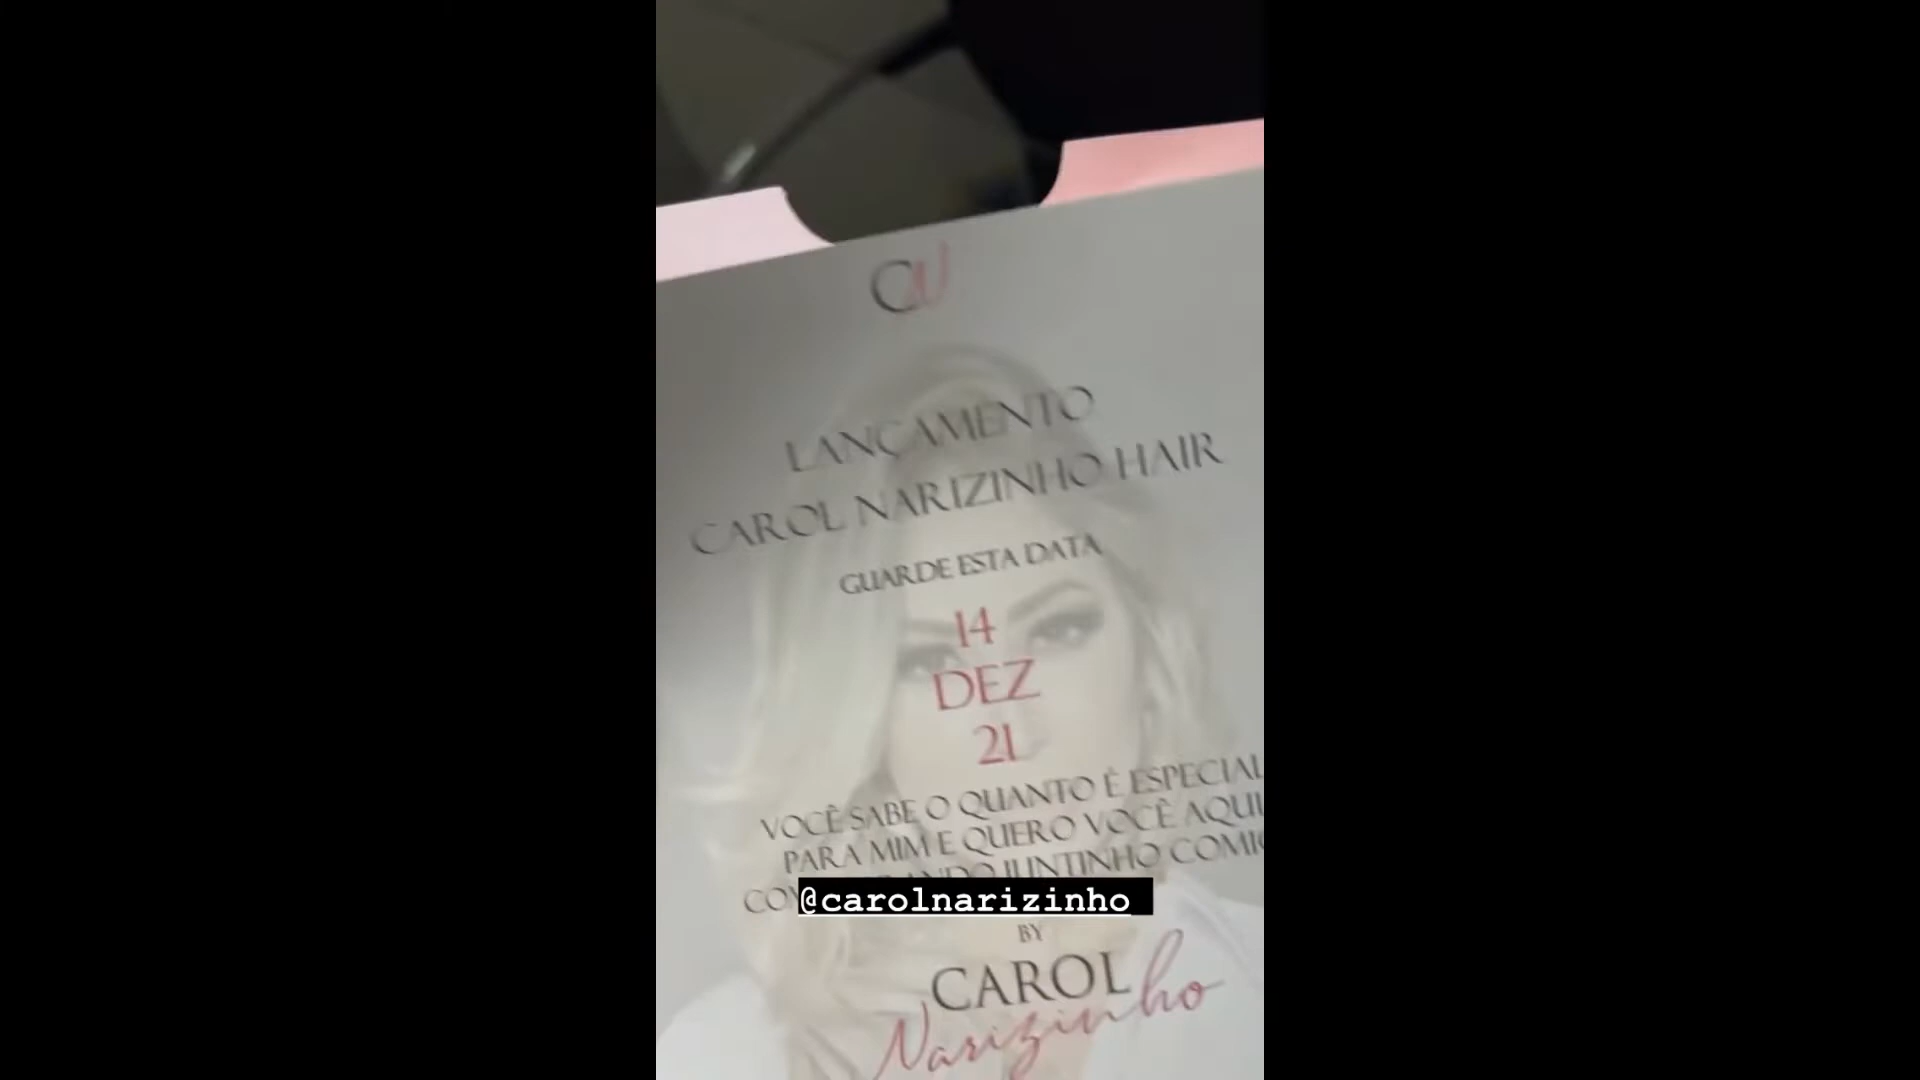 CN
LANÇAMENTO
CAROL NARIZINHO HAIR
GUARDE ESTA DATA
14
DEZ
21
VOCÊ SABE O QUANTO É ESPECIAL
PARA MIM E QUERO VOCÊ AQUI
JUNTINHO
@carolnarizinho
BY
CAROL
Narizinho